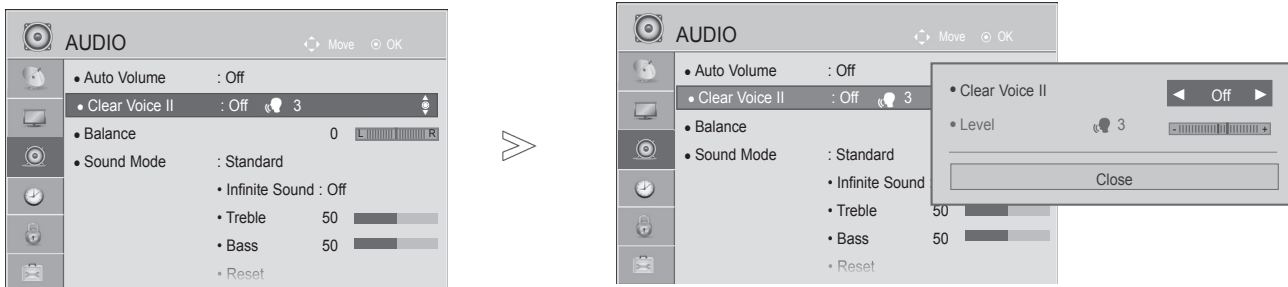 AUDIO
Move OK
• Auto Volume : Off
• Clear Voice II : Off 3
• Balance 0 L R
• Sound Mode : Standard
• Infinite Sound : Off
• Treble 50
• Bass 50
• Reset
AUDIO
Move OK
• Auto Volume : Off
• Clear Voice II : Off 3
• Balance
• Sound Mode : Standard
• Infinite Sound :
• Treble 50
• Bass 50
• Reset
• Clear Voice II ◄ Off ►
• Level 3 - +
Close